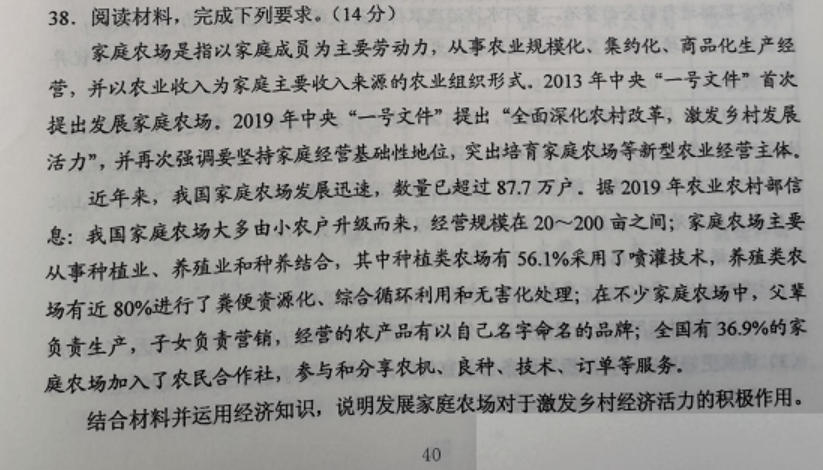 38. 阅读材料，完成下列要求。（14分）
家庭农场是指以家庭成员为主要劳动力，从事农业规模化、集约化、商品化生产经
营，并以农业收入为家庭主要收入来源的农业组织形式。2013年中央“一号文件”首次
提出发展家庭农场。2019年中央“一号文件”提出“全面深化农村改革，激发乡村发展
活力”，并再次强调要坚持家庭经营基础性地位，突出培育家庭农场等新型农业经营主体。
近年来，我国家庭农场发展迅速，数量已超过87.7万户。据2019年农业农村部信
息：我国家庭农场大多由小农户升级而来，经营规模在20～200亩之间；家庭农场主要
从事种植业、养殖业和种养结合，其中种植类农场有56.1%采用了喷灌技术，养殖类农
场有近80%进行了粪便资源化、综合循环利用和无害化处理；在不少家庭农场中，父辈
负责生产，子女负责营销，经营的农产品有以自己名字命名的品牌；全国有36.9%的家
庭农场加入了农民合作社，参与和分享农机、良种、技术、订单等服务。
结合材料并运用经济知识，说明发展家庭农场对于激发乡村经济活力的积极作用。
40